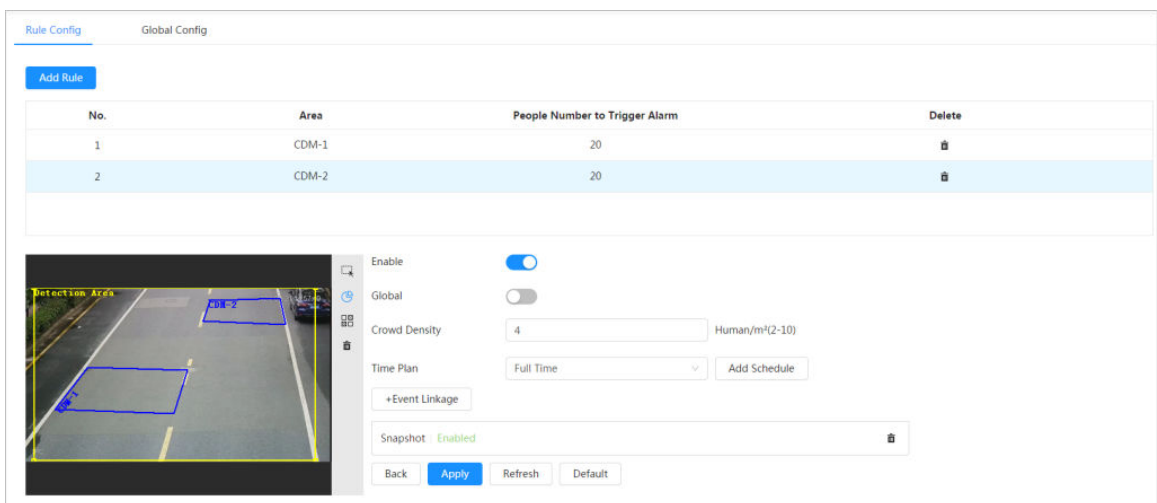 Rule Config Global Config
Add Rule
No. Area People Number to Trigger Alarm Delete
1 CDM-1 20
2 CDM-2 20
Detection Area
CDM-2
CDM-1
Enable
Global
Crowd Density 4 Human/m²(2-10)
Time Plan Full Time Add Schedule
+Event Linkage
Snapshot Enabled
Back Apply Refresh Default